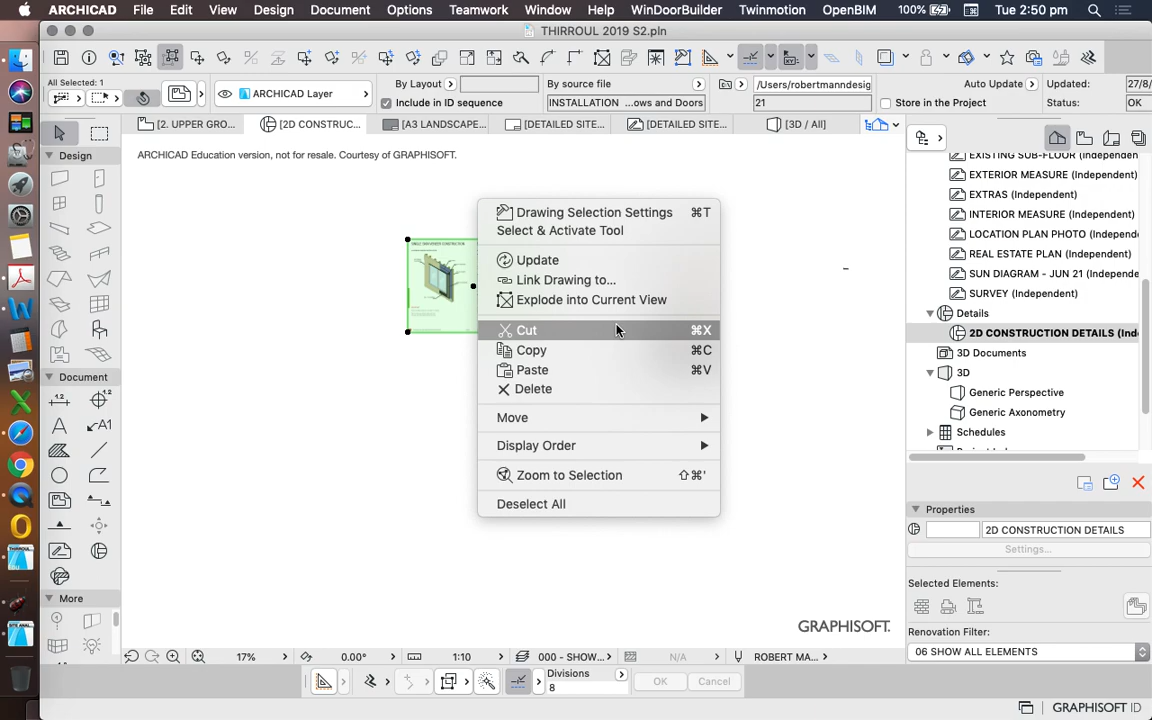 ARCHICAD File Edit View Design Document Options Teamwork Window Help WinDoorBuilder Twinmotion OpenBIM 100% Tue 2:50 pm
THIRROUL 2019 S2.pln
All Selected: 1
ARCHICAD Layer
By Layout
Include in ID sequence
By source file
INSTALLATION ...ows and Doors
/Users/robertmanndesig
21
Auto Update
Store in the Project
Updated: 27/8/
Status: OK
2. UPPER GRO...
[2D CONSTRUC...
[A3 LANDSCAPE...
[DETAILED SITE...
[DETAILED SITE...
[3D / All]
Design
Document
More
ARCHICAD Education version, not for resale. Courtesy of GRAPHISOFT.
Drawing Selection Settings ⌘T
Select & Activate Tool
Update
Link Drawing to...
Explode into Current View
Cut ⌘X
Copy ⌘C
Paste ⌘V
Delete
Move
Display Order
Zoom to Selection ⇧⌘'
Deselect All
GRAPHISOFT.
EXISTING SUB-FLOOR (Independen
EXTERIOR MEASURE (Independent)
EXTRAS (Independent)
INTERIOR MEASURE (Independent)
LOCATION PLAN PHOTO (Independe
REAL ESTATE PLAN (Independent)
SUN DIAGRAM - JUN 21 (Independe
SURVEY (Independent)
Details
2D CONSTRUCTION DETAILS (Ind
3D Documents
3D
Generic Perspective
Generic Axonometry
Schedules
Properties
2D CONSTRUCTION DETAILS
Settings...
Selected Elements:
Renovation Filter:
06 SHOW ALL ELEMENTS
17% 0.00° 1:10 000 - SHOW... N/A ROBERT MA...
Divisions
8
OK Cancel
GRAPHISOFT ID